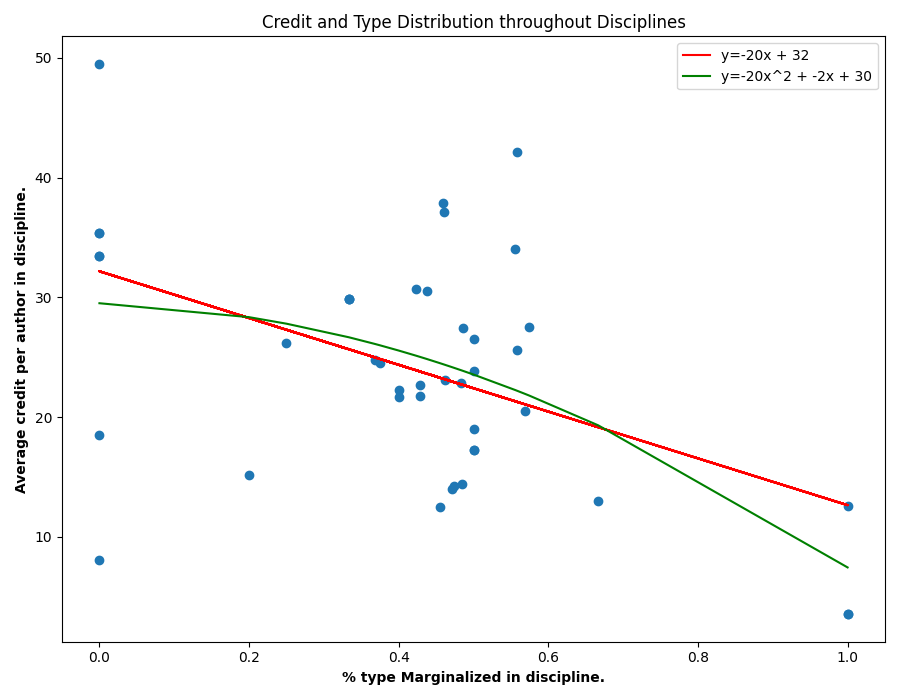 Credit and Type Distribution throughout Disciplines
y=-20x + 32
y=-20x^2 + -2x + 30
Average credit per author in discipline.
50
40
30
20
10
0.0 0.2 0.4 0.6 0.8 1.0
% type Marginalized in discipline.